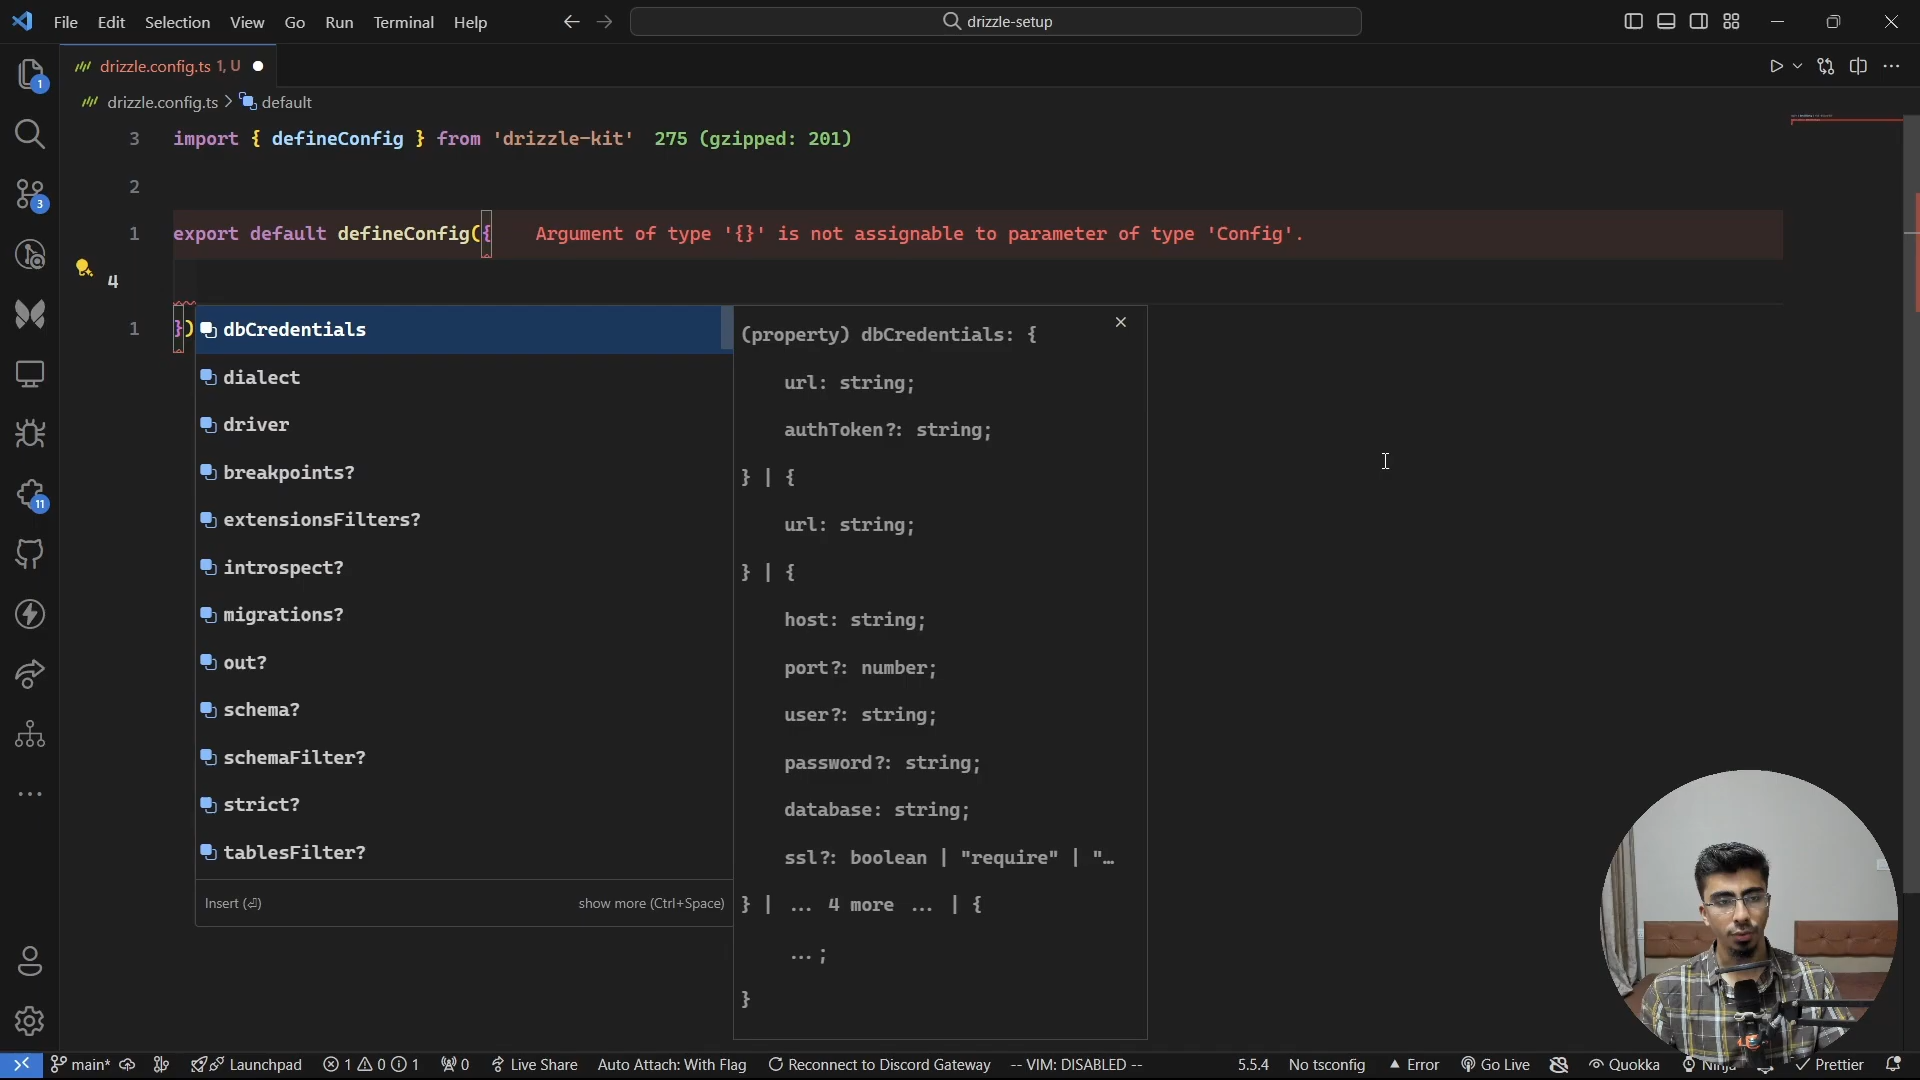 File Edit Selection View Go Run Terminal Help
drizzle-setup
drizzle.config.ts 1, U
drizzle.config.ts > default
3 import { defineConfig } from 'drizzle-kit' 275 (gzipped: 201)
2
1 export default defineConfig({ Argument of type '{}' is not assignable to parameter of type 'Config'.
4
1 })
dbCredentials
dialect
driver
breakpoints?
extensionsFilters?
introspect?
migrations?
out?
schema?
schemaFilter?
strict?
tablesFilter?
Insert (⏎) show more (Ctrl+Space)
(property) dbCredentials: {
url: string;
authToken?: string;
} | {
url: string;
} | {
host: string;
port?: number;
user?: string;
password?: string;
database: string;
ssl?: boolean | "require" | "…
} | ... 4 more ... | {
...;
}
1
3
11
main* Launchpad 1 0 1 0 Live Share Auto Attach: With Flag Reconnect to Discord Gateway -- VIM: DISABLED -- 5.5.4 No tsconfig Error Go Live Quokka Prettier